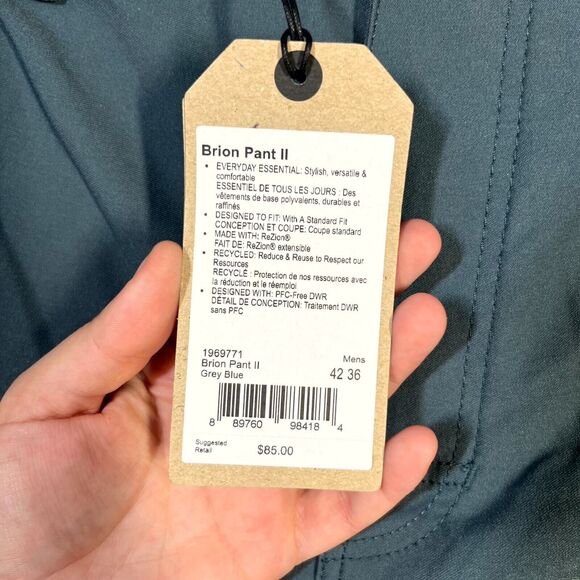 Brion Pant II
• EVERYDAY ESSENTIAL: Stylish, versatile &
comfortable
ESSENTIEL DE TOUS LES JOURS : Des
vêtements de base polyvalents, durables et
raffinés
• DESIGNED TO FIT: With A Standard Fit
CONCEPTION ET COUPE: Coupe standard
• MADE WITH: ReZion®
FAIT DE: ReZion® extensible
• RECYCLED: Reduce & Reuse to Respect our
Resources
RECYCLÉ : Protection de nos ressources avec
la réduction et le réemploi
• DESIGNED WITH: PFC-Free DWR
DÉTAIL DE CONCEPTION: Traitement DWR
sans PFC
1969771 Mens
Brion Pant II
Grey Blue 42 36
8 89760 98418 4
Suggested
Retail $85.00